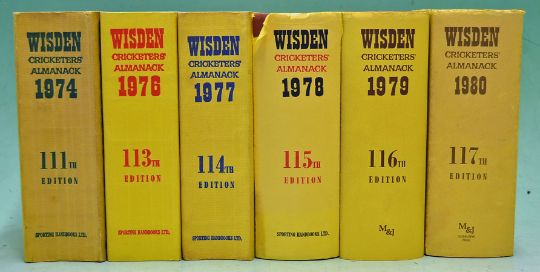 WISDEN
CRICKETERS'
ALMANACK
1974
111TH
EDITION
SPORTING HANDBOOKS LTD.
WISDEN
CRICKETERS'
ALMANACK
1976
113TH
EDITION
SPORTING HANDBOOKS LTD.
WISDEN
CRICKETERS'
ALMANACK
1977
114TH
EDITION
SPORTING HANDBOOKS LTD.
WISDEN
CRICKETERS'
ALMANACK
1978
115TH
EDITION
SPORTING HANDBOOKS LTD.
WISDEN
CRICKETERS'
ALMANACK
1979
116TH
EDITION
M&J
WISDEN
CRICKETERS'
ALMANACK
1980
117TH
EDITION
M&J